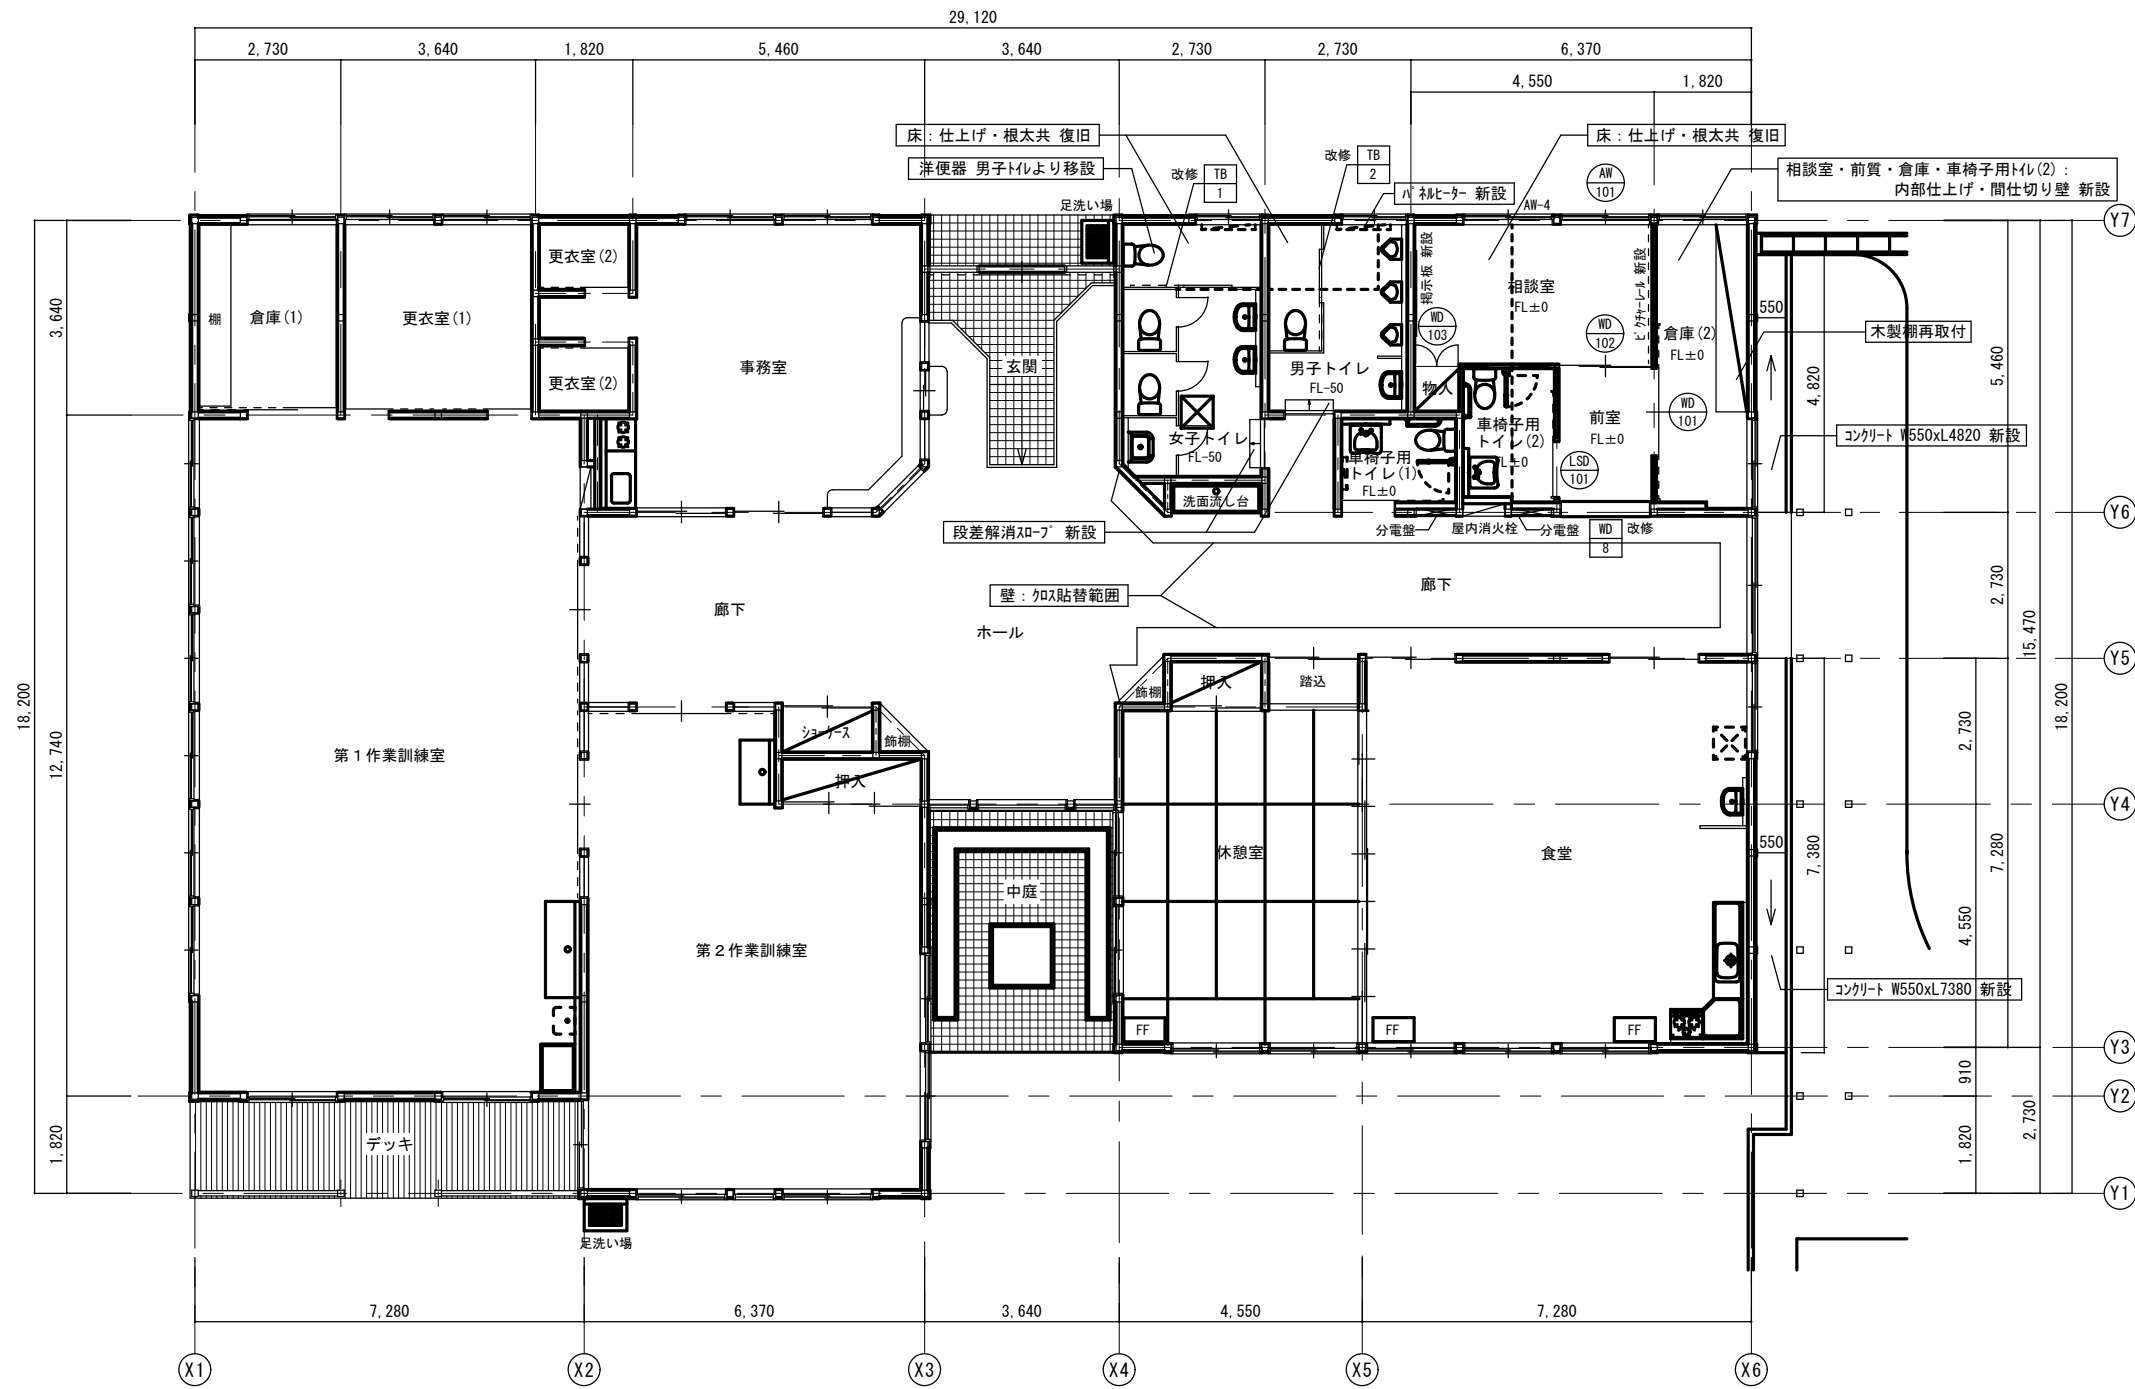 29,120
2,730
3,640
1,820
5,460
3,640
2,730
2,730
6,370
4,550
1,820
床：仕上げ・根太共 復旧
洋便器 男子ﾄｲﾚより移設
改修 TB 1
改修 TB 2
ﾊﾟﾈﾙﾋｰﾀｰ 新設
床：仕上げ・根太共 復旧
AW 101
相談室・前質・倉庫・車椅子用ﾄｲﾚ(2)：
内部仕上げ・間仕切り壁 新設
足洗い場
AW-4
Y7
更衣室(2)
棚
倉庫(1)
更衣室(1)
更衣室(2)
事務室
玄関
掲示板 新設
相談室
FL±0
WD 103
WD 102
ﾋﾟｸﾁｬｰﾚｰﾙ 新設
倉庫(2)
FL±0
550
木製棚再取付
男子トイレ
FL-50
物入
女子トイレ
FL-50
車椅子用
トイレ(2)
FL±0
前室
FL±0
WD 101
LSD 101
車椅子用
トイレ(1)
FL±0
洗面流し台
ｺﾝｸﾘｰﾄ W550xL4820 新設
3,640
4,820
5,460
段差解消ｽﾛｰﾌﾟ 新設
分電盤
屋内消火栓
分電盤
WD 8 改修
Y6
壁：ｸﾛｽ貼替範囲
廊下
廊下
ホール
2,730
15,470
Y5
飾棚
押入
踏込
18,200
12,740
第１作業訓練室
ｼｮｰｹｰｽ
飾棚
押入
2,730
18,200
Y4
休憩室
食堂
550
7,380
7,280
中庭
第２作業訓練室
4,550
ｺﾝｸﾘｰﾄ W550xL7380 新設
FF
FF
FF
Y3
910
Y2
デッキ
1,820
1,820
2,730
Y1
足洗い場
7,280
6,370
3,640
4,550
7,280
X1
X2
X3
X4
X5
X6